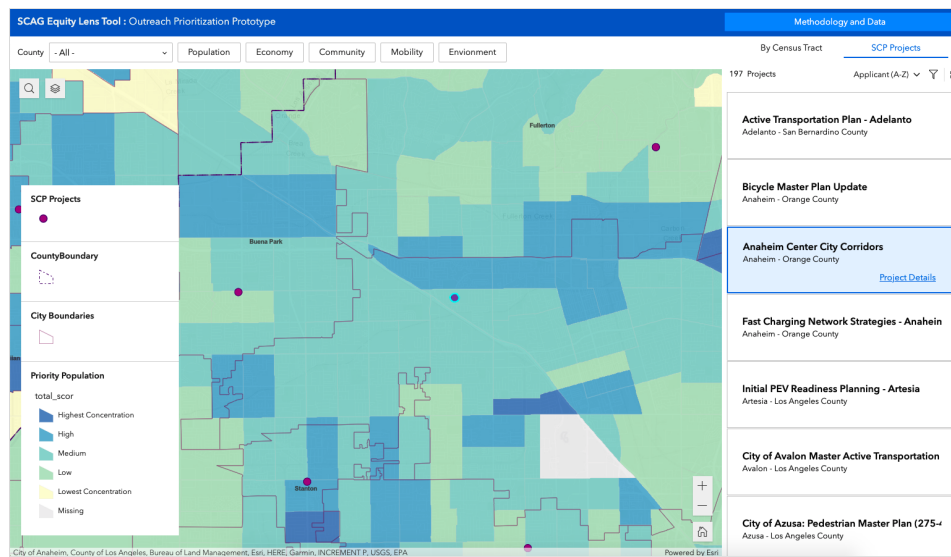 SCAG Equity Lens Tool : Outreach Prioritization Prototype
Methodology and Data
County
- All -
Population
Economy
Community
Mobility
Envionment
By Census Tract
SCP Projects
197 Projects
Applicant (A-Z)
Active Transportation Plan - Adelanto
Adelanto - San Bernardino County
Bicycle Master Plan Update
Anaheim - Orange County
Anaheim Center City Corridors
Anaheim - Orange County
Project Details
Fast Charging Network Strategies - Anahein
Anaheim - Orange County
Initial PEV Readiness Planning - Artesia
Artesia - Los Angeles County
City of Avalon Master Active Transportation
Avalon - Los Angeles County
City of Azusa: Pedestrian Master Plan (275-
Azusa - Los Angeles County
Fullerton
Buena Park
Stanton
SCP Projects
CountyBoundary
City Boundaries
Priority Population
total_scor
Highest Concentration
High
Medium
Low
Lowest Concentration
Missing
City of Anaheim, County of Los Angeles, Bureau of Land Management, Esri, HERE, Garmin, INCREMENT P, USGS, EPA
Powered by Esri